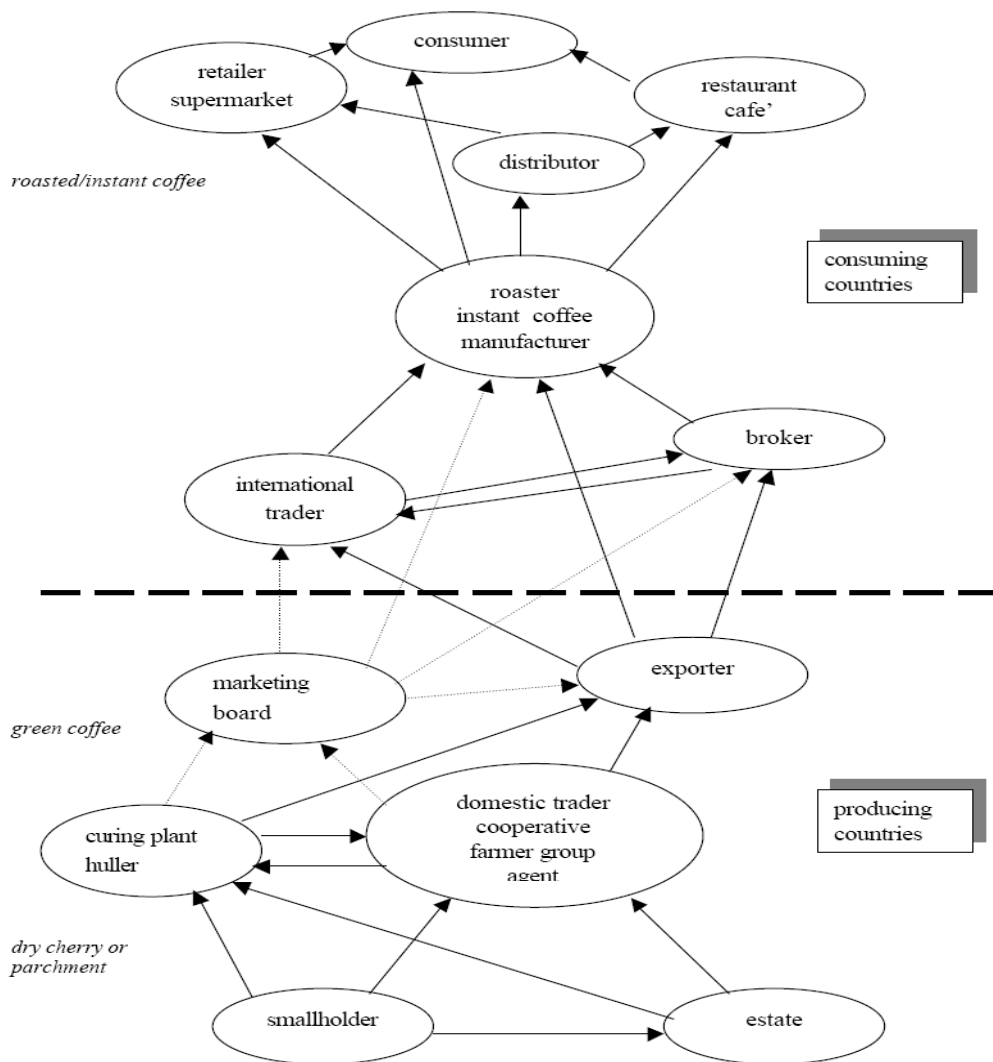 consumer
retailer
supermarket
restaurant
cafe’
distributor
roasted/instant coffee
consuming
countries
roaster
instant coffee
manufacturer
broker
international
trader
exporter
marketing
board
green coffee
domestic trader
cooperative
farmer group
agent
producing
countries
curing plant
huller
dry cherry or
parchment
smallholder
estate